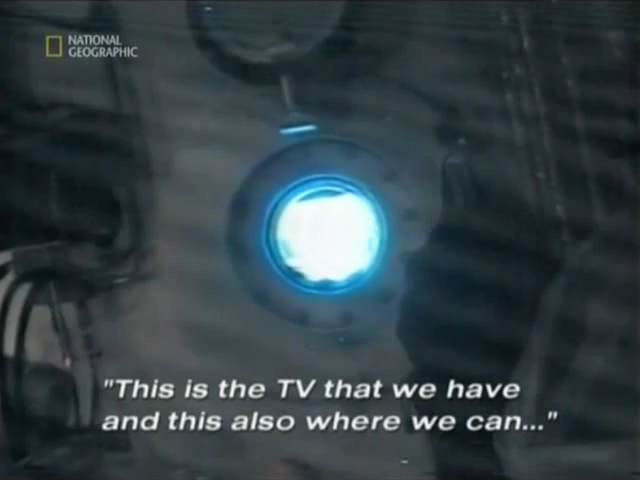 NATIONAL
GEOGRAPHIC
"This is the TV that we have
and this also where we can..."